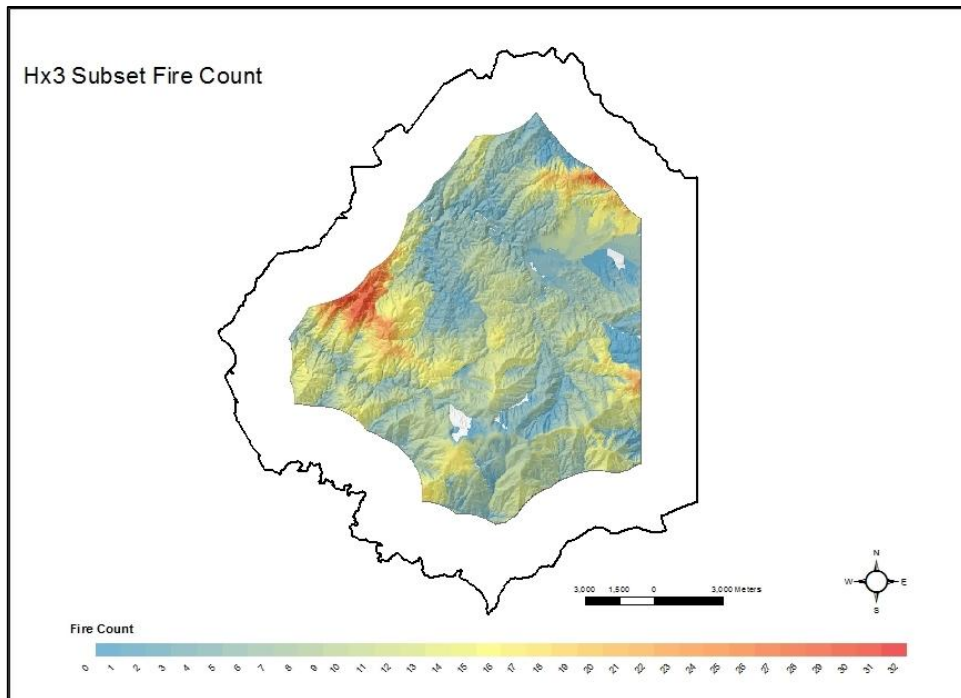 Hx3 Subset Fire Count
N
W E
S
3,000 1,500 0 3,000 Meters
Fire Count
0 1 2 3 4 5 6 7 8 9 10 11 12 13 14 15 16 17 18 19 20 21 22 23 24 25 26 27 28 29 30 31 32